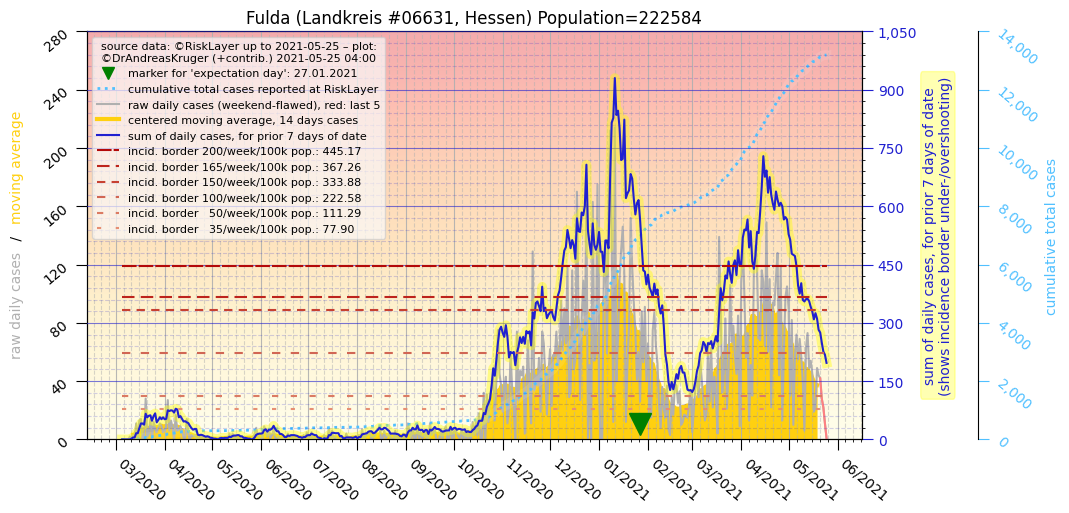 Fulda (Landkreis #06631, Hessen) Population=222584
source data: ©RiskLayer up to 2021-05-25 – plot:
©DrAndreasKruger (+contrib.) 2021-05-25 04:00
marker for 'expectation day': 27.01.2021
cumulative total cases reported at RiskLayer
raw daily cases (weekend-flawed), red: last 5
centered moving average, 14 days cases
sum of daily cases, for prior 7 days of date
incid. border 200/week/100k pop.: 445.17
incid. border 165/week/100k pop.: 367.26
incid. border 150/week/100k pop.: 333.88
incid. border 100/week/100k pop.: 222.58
incid. border 50/week/100k pop.: 111.29
incid. border 35/week/100k pop.: 77.90
raw daily cases / moving average
280
240
200
160
120
80
40
0
03/2020
04/2020
05/2020
06/2020
07/2020
08/2020
09/2020
10/2020
11/2020
12/2020
01/2021
02/2021
03/2021
04/2021
05/2021
06/2021
1,050
900
750
600
450
300
150
0
sum of daily cases, for prior 7 days of date
(shows incidence border under-/overshooting)
14,000
12,000
10,000
8,000
6,000
4,000
2,000
0
cumulative total cases